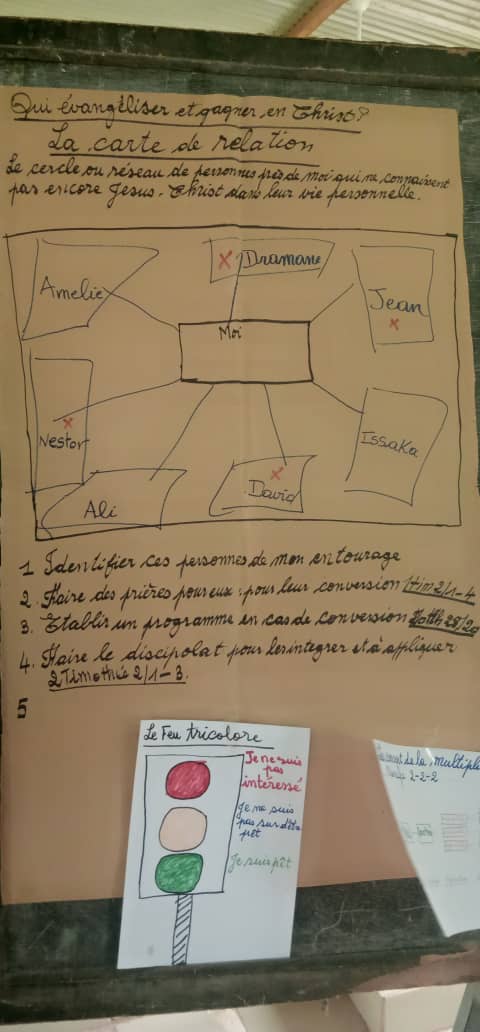 Qui évangéliser et gagner en Christ?
La carte de relation
Le cercle ou réseau de personnes près de moi qui ne connaissent
pas encore Jesus-Christ dans leur vie personnelle.
Amelie
x Dramane
Jean
x
Moi
x
Nestor
Issaka
Ali
x
David
1 Identifier ces personnes de mon entourage
2. Faire des prières pour eux : pour leur conversion 1tim 2/1-4
3. Etablir un programme en cas de conversion Matth 28/20
4. Faire le discipolat pour les integrer et à appliquer
2 Timothée 2/1-3.
5
Le Feu tricolore
Je ne suis
pas
intéressé
Je ne suis
pas sur d'être
prêt
Je suis prêt
de la multipli
2-2-2